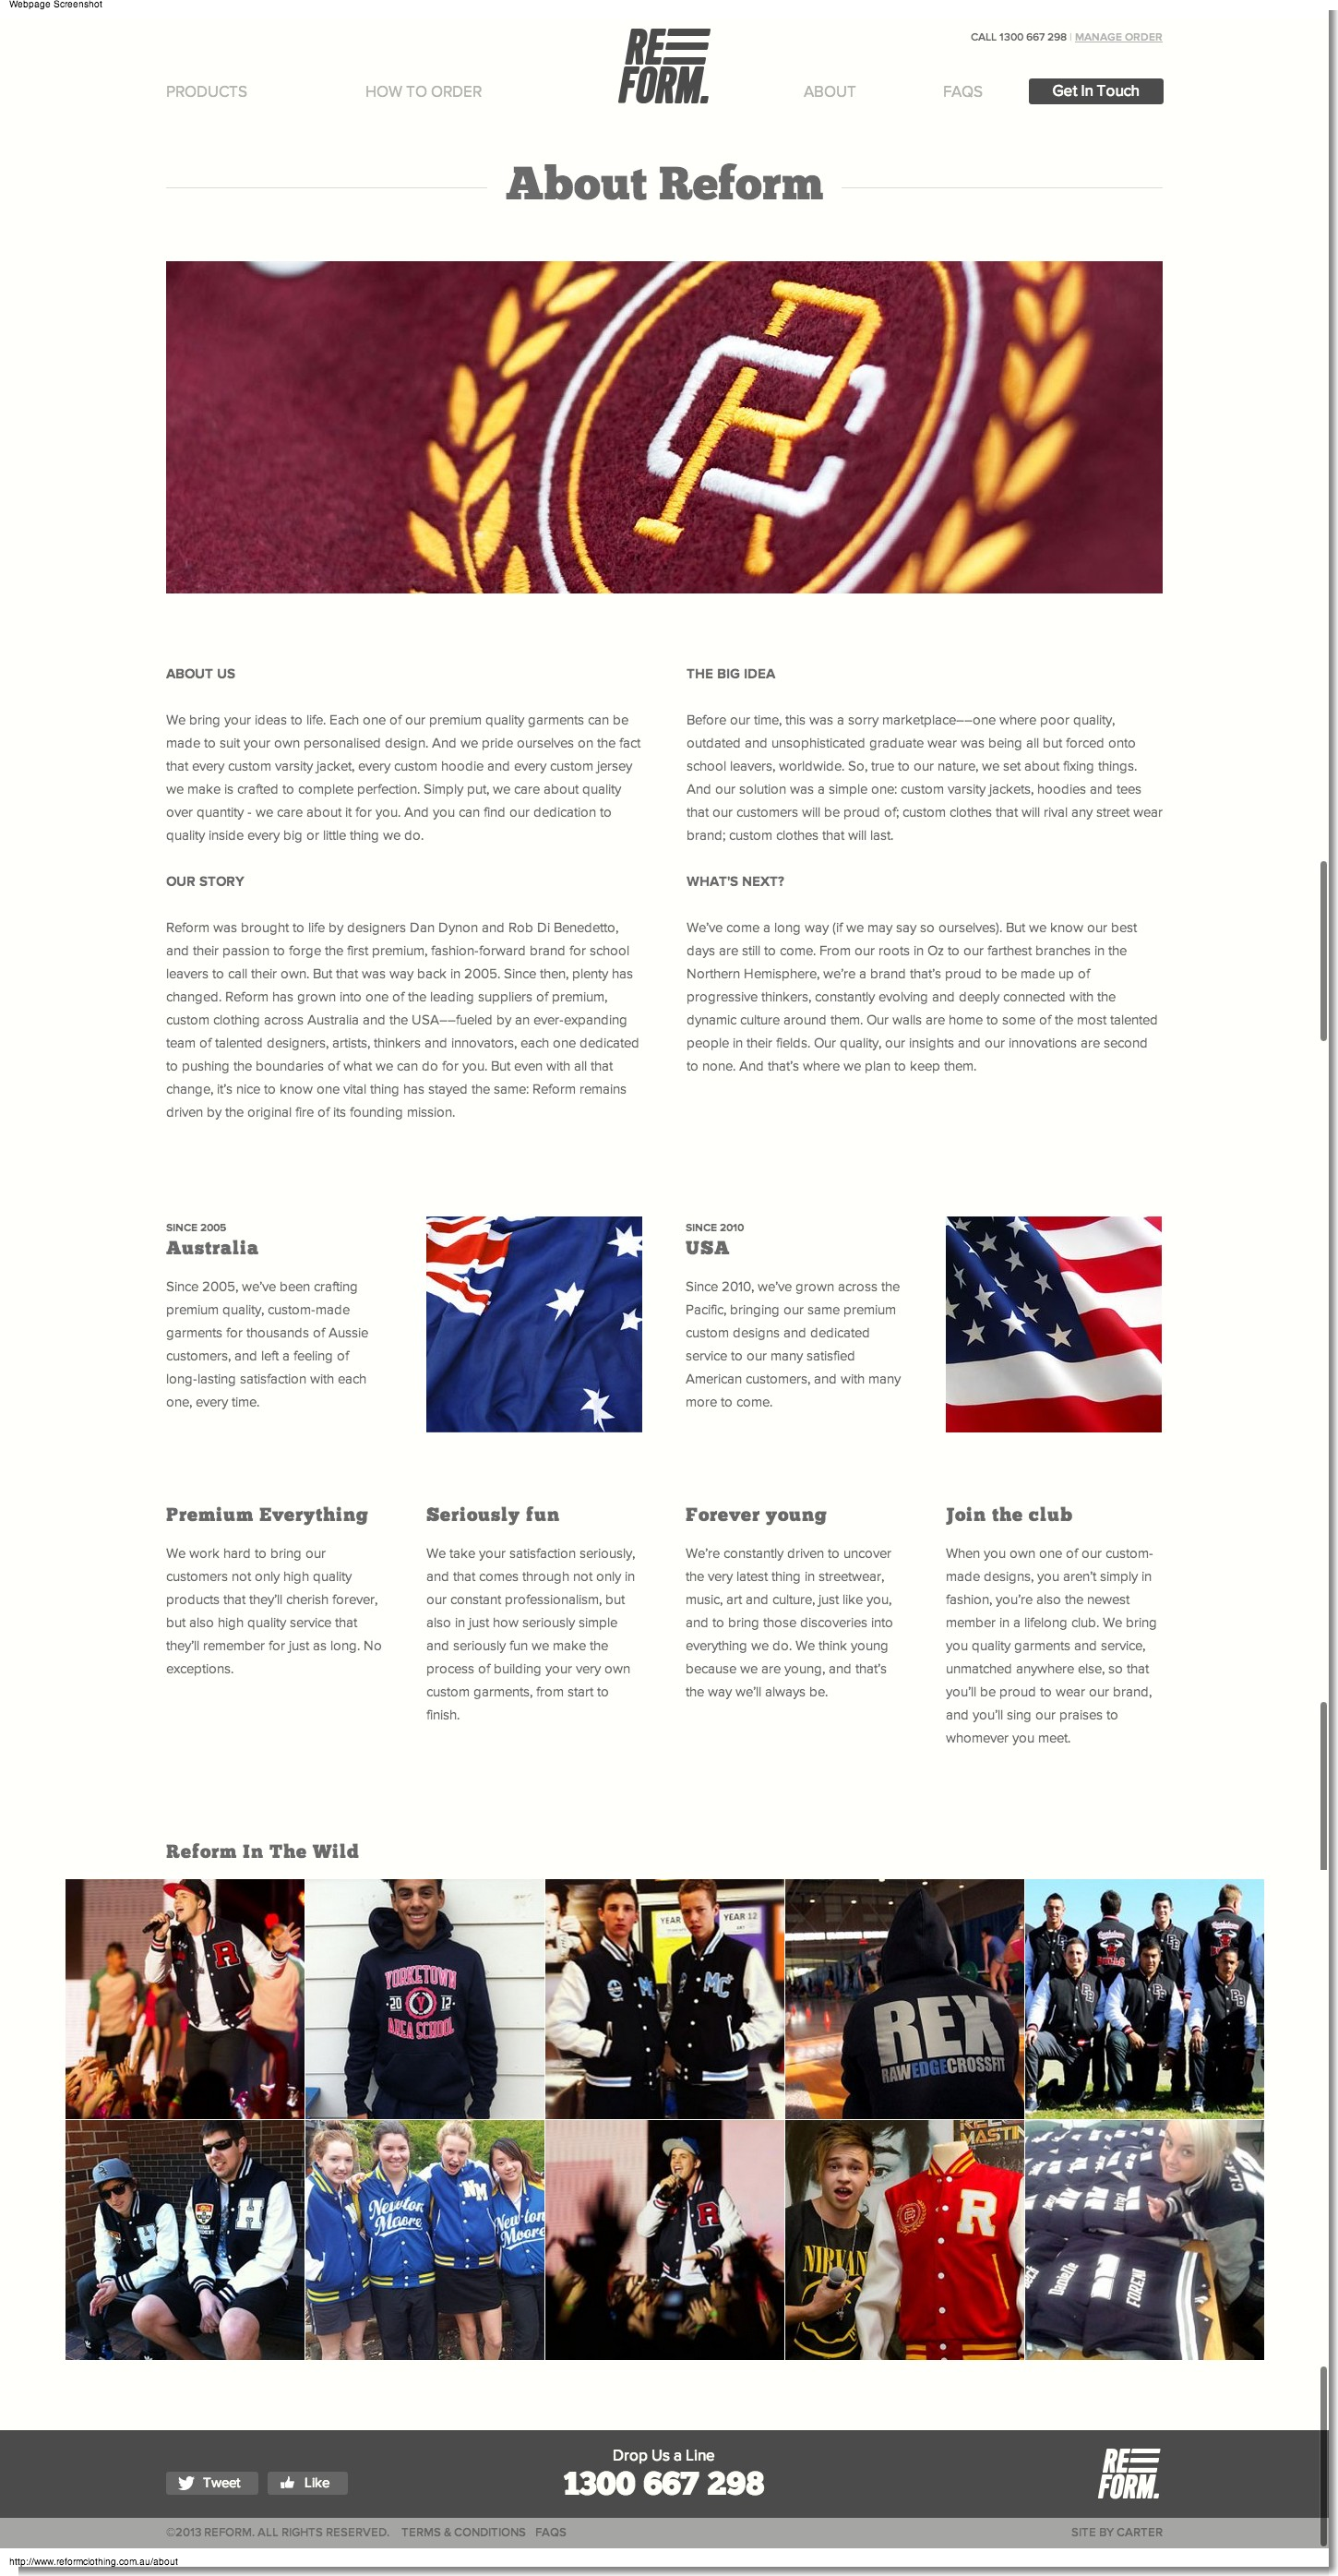 Webpage Screenshot
CALL 1300 667 298 | MANAGE ORDER
RE
FORM.
PRODUCTS
HOW TO ORDER
ABOUT
FAQS
Get In Touch
About Reform
ABOUT US
We bring your ideas to life. Each one of our premium quality garments can be
made to suit your own personalised design. And we pride ourselves on the fact
that every custom varsity jacket, every custom hoodie and every custom jersey
we make is crafted to complete perfection. Simply put, we care about quality
over quantity - we care about it for you. And you can find our dedication to
quality inside every big or little thing we do.
OUR STORY
Reform was brought to life by designers Dan Dynon and Rob Di Benedetto,
and their passion to forge the first premium, fashion-forward brand for school
leavers to call their own. But that was way back in 2005. Since then, plenty has
changed. Reform has grown into one of the leading suppliers of premium,
custom clothing across Australia and the USA––fueled by an ever-expanding
team of talented designers, artists, thinkers and innovators, each one dedicated
to pushing the boundaries of what we can do for you. But even with all that
change, it's nice to know one vital thing has stayed the same: Reform remains
driven by the original fire of its founding mission.
THE BIG IDEA
Before our time, this was a sorry marketplace––one where poor quality,
outdated and unsophisticated graduate wear was being all but forced onto
school leavers, worldwide. So, true to our nature, we set about fixing things.
And our solution was a simple one: custom varsity jackets, hoodies and tees
that our customers will be proud of; custom clothes that will rival any street wear
brand; custom clothes that will last.
WHAT'S NEXT?
We've come a long way (if we may say so ourselves). But we know our best
days are still to come. From our roots in Oz to our farthest branches in the
Northern Hemisphere, we're a brand that's proud to be made up of
progressive thinkers, constantly evolving and deeply connected with the
dynamic culture around them. Our walls are home to some of the most talented
people in their fields. Our quality, our insights and our innovations are second
to none. And that's where we plan to keep them.
SINCE 2005
Australia
Since 2005, we've been crafting
premium quality, custom-made
garments for thousands of Aussie
customers, and left a feeling of
long-lasting satisfaction with each
one, every time.
SINCE 2010
USA
Since 2010, we've grown across the
Pacific, bringing our same premium
custom designs and dedicated
service to our many satisfied
American customers, and with many
more to come.
Premium Everything
We work hard to bring our
customers not only high quality
products that they'll cherish forever,
but also high quality service that
they'll remember for just as long. No
exceptions.
Seriously fun
We take your satisfaction seriously,
and that comes through not only in
our constant professionalism, but
also in just how seriously simple
and seriously fun we make the
process of building your very own
custom garments, from start to
finish.
Forever young
We're constantly driven to uncover
the very latest thing in streetwear,
music, art and culture, just like you,
and to bring those discoveries into
everything we do. We think young
because we are young, and that's
the way we'll always be.
Join the club
When you own one of our custom-
made designs, you aren't simply in
fashion, you're also the newest
member in a lifelong club. We bring
you quality garments and service,
unmatched anywhere else, so that
you'll be proud to wear our brand,
and you'll sing our praises to
whomever you meet.
Reform In The Wild
R
YORKETOWN
20 Y 12
AREA SCHOOL
YEAR
YEAR 12
MC
REX
RAWEDGECROSSFIT
H
H
Newton
Moore
NM
Newton
Moore
R
NIRVAN
R
Danielle
Drop Us a Line
1300 667 298
Tweet
Like
RE
FORM.
©2013 REFORM. ALL RIGHTS RESERVED. TERMS & CONDITIONS FAQS
SITE BY CARTER
http://www.reformclothing.com.au/about